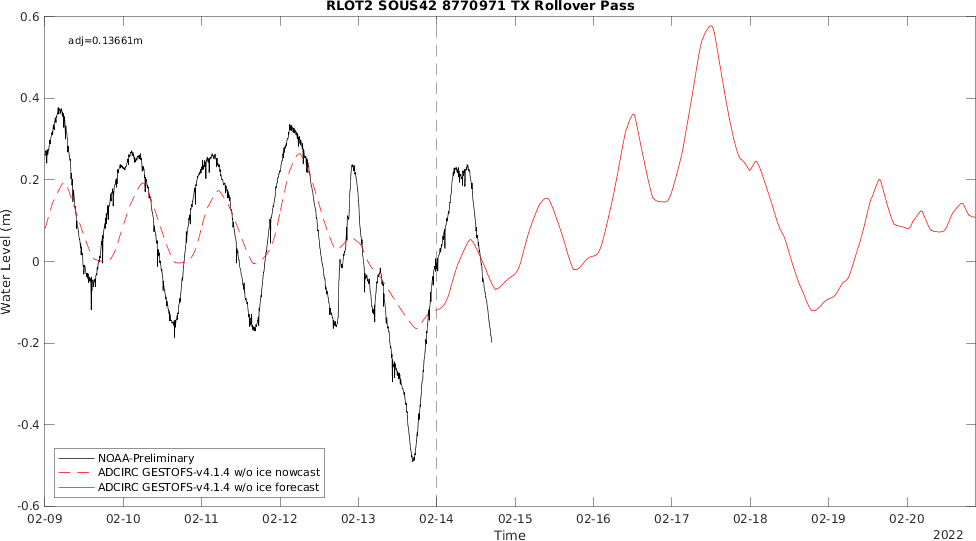 RLOT2 SOUS42 8770971 TX Rollover Pass
adj=0.13661m
0.6
0.4
0.2
0
-0.2
-0.4
-0.6
Water Level (m)
NOAA-Preliminary
ADCIRC GESTOFS-v4.1.4 w/o ice nowcast
ADCIRC GESTOFS-v4.1.4 w/o ice forecast
02-09 02-10 02-11 02-12 02-13 02-14 02-15 02-16 02-17 02-18 02-19 02-20
Time
2022